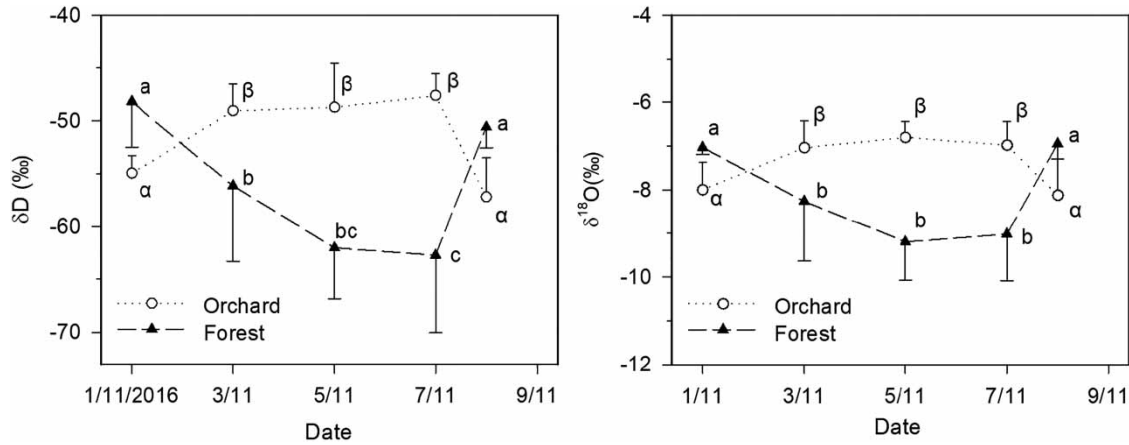 -40
-50
-60
-70
δD (‰)
a
β
β
β
a
α
b
bc
c
α
Orchard
Forest
1/11/2016
3/11
5/11
7/11
9/11
Date
-4
-6
-8
-10
-12
δ¹⁸O(‰)
a
β
β
β
a
α
b
b
b
α
Orchard
Forest
1/11
3/11
5/11
7/11
9/11
Date